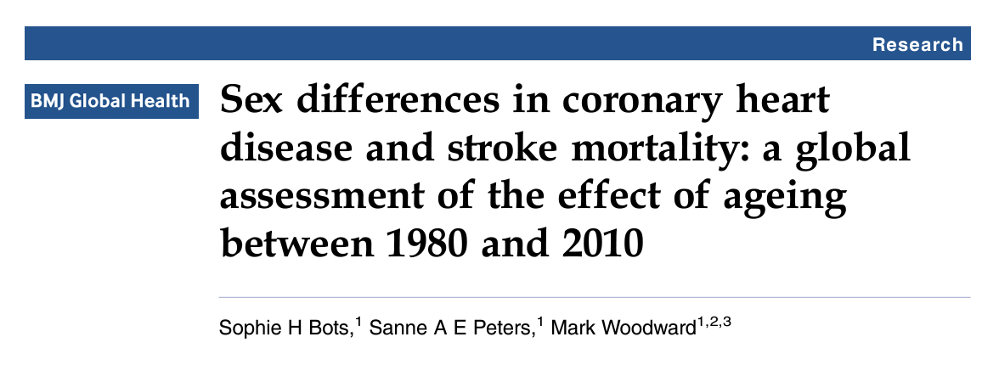 Research
BMJ Global Health
Sex differences in coronary heart
disease and stroke mortality: a global
assessment of the effect of ageing
between 1980 and 2010
Sophie H Bots,¹ Sanne A E Peters,¹ Mark Woodward¹,²,³